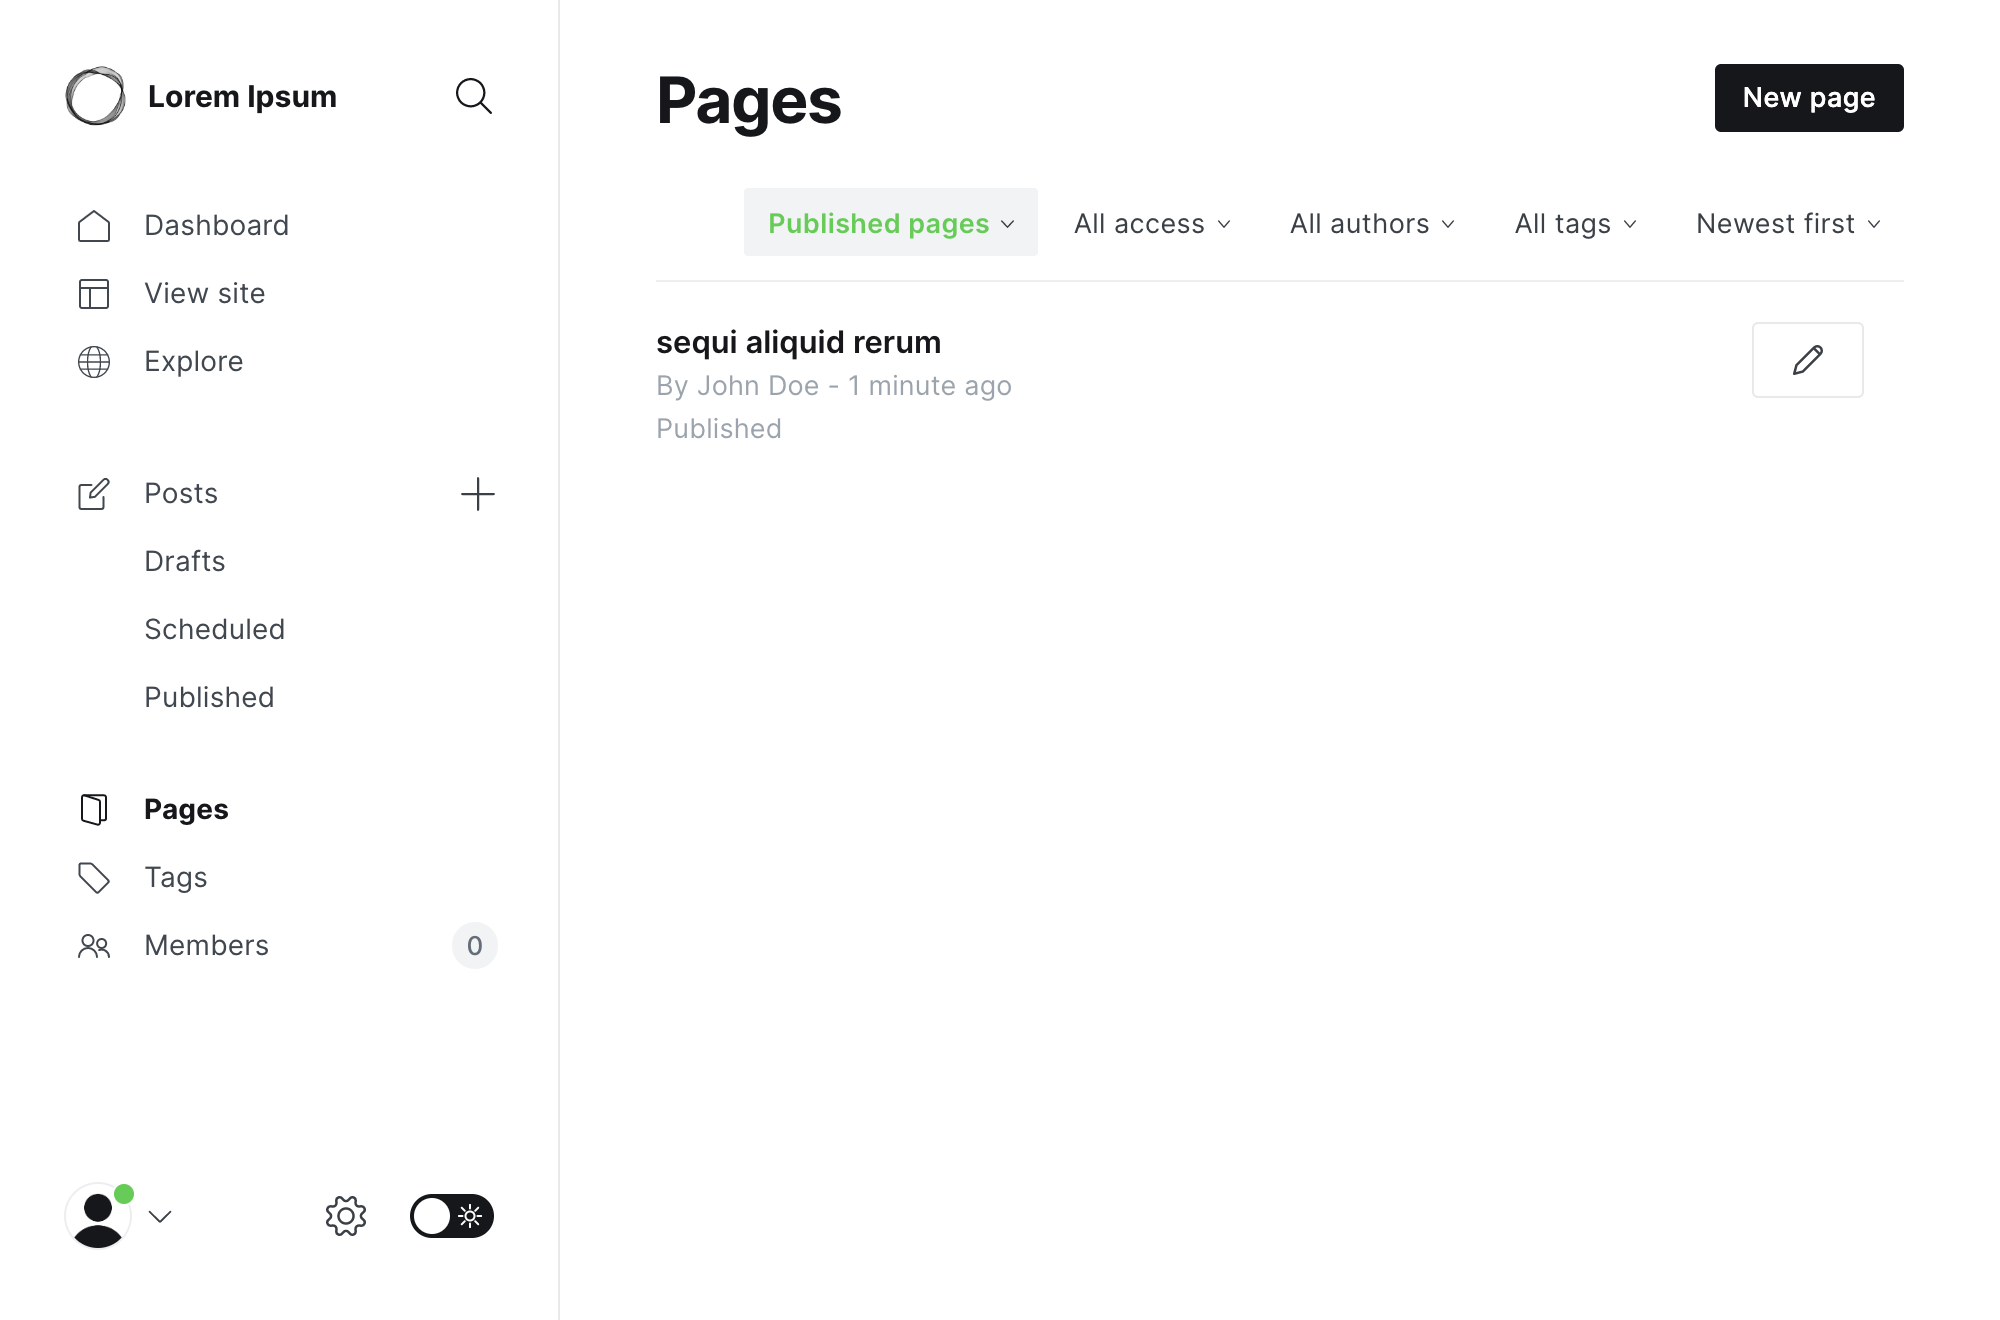 Lorem Ipsum
Dashboard
View site
Explore
Posts
Drafts
Scheduled
Published
Pages
Tags
Members
0
Pages
New page
Published pages
All access
All authors
All tags
Newest first
sequi aliquid rerum
By John Doe - 1 minute ago
Published